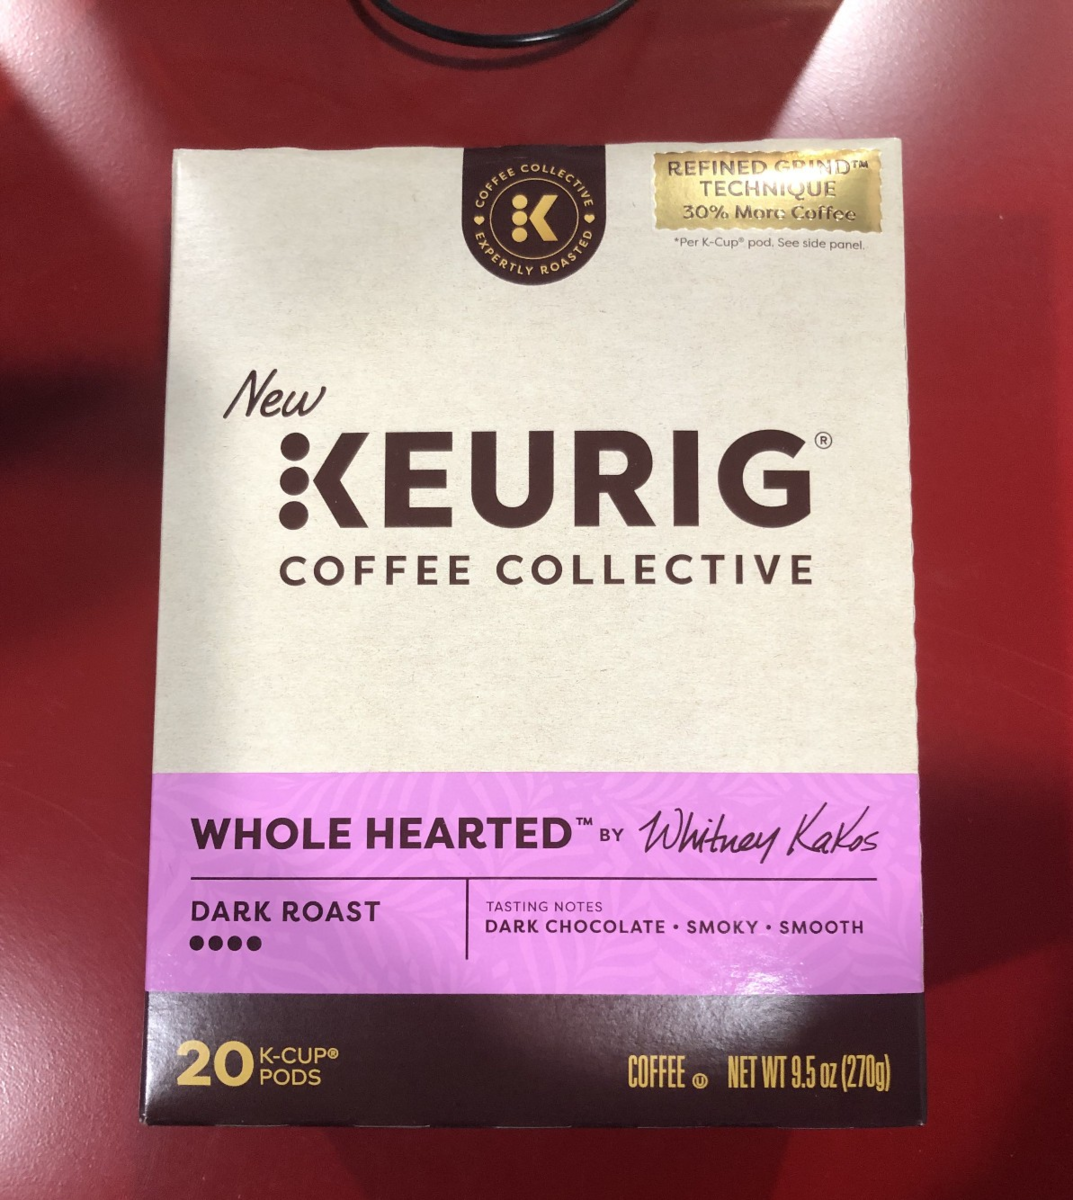 COFFEE COLLECTIVE
K
EXPERTLY ROASTED
REFINED GRIND™
TECHNIQUE
30% More Coffee
*Per K-Cup® pod. See side panel.
New
KEURIG®
COFFEE COLLECTIVE
WHOLE HEARTED™ BY Whitney Kakos
DARK ROAST
TASTING NOTES
DARK CHOCOLATE • SMOKY • SMOOTH
20 K-CUP®
PODS
COFFEE U NET WT 9.5 oz (270g)